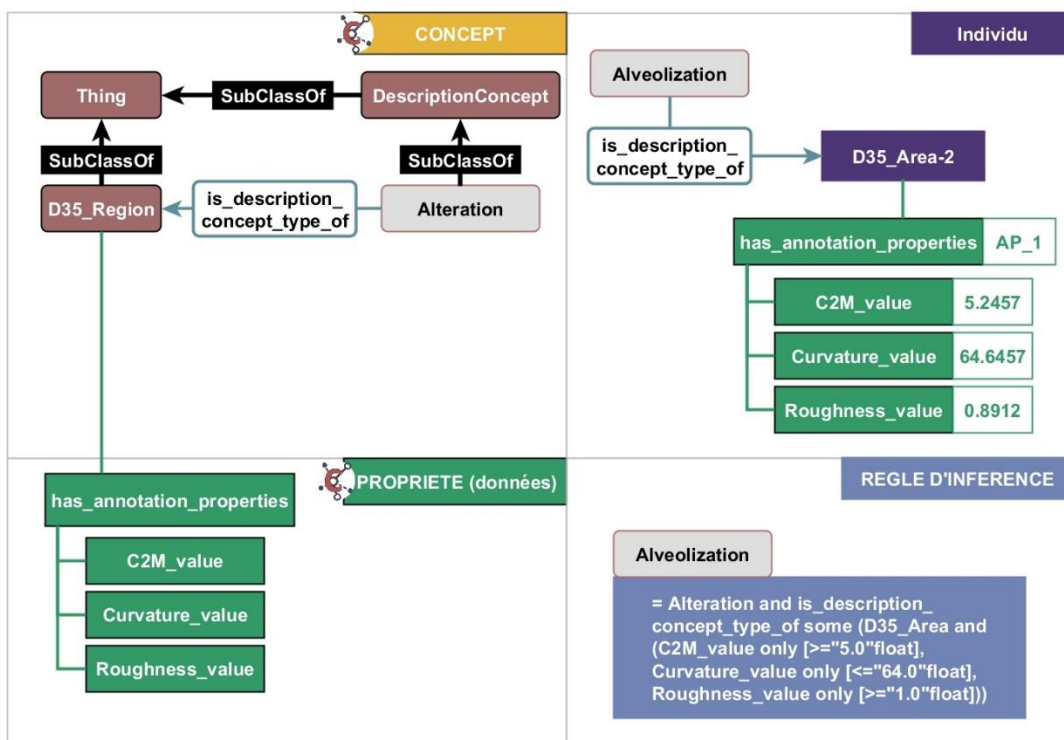 CONCEPT
Thing
SubClassOf
DescriptionConcept
SubClassOf
SubClassOf
D35_Region
is_description_
concept_type_of
Alteration
Individu
Alveolization
is_description_
concept_type_of
D35_Area-2
has_annotation_properties
AP_1
C2M_value
5.2457
Curvature_value
64.6457
Roughness_value
0.8912
PROPRIETE (données)
has_annotation_properties
C2M_value
Curvature_value
Roughness_value
REGLE D'INFERENCE
Alveolization
= Alteration and is_description_
concept_type_of some (D35_Area and
(C2M_value only [>="5.0"float],
Curvature_value only [<="64.0"float],
Roughness_value only [>="1.0"float]))